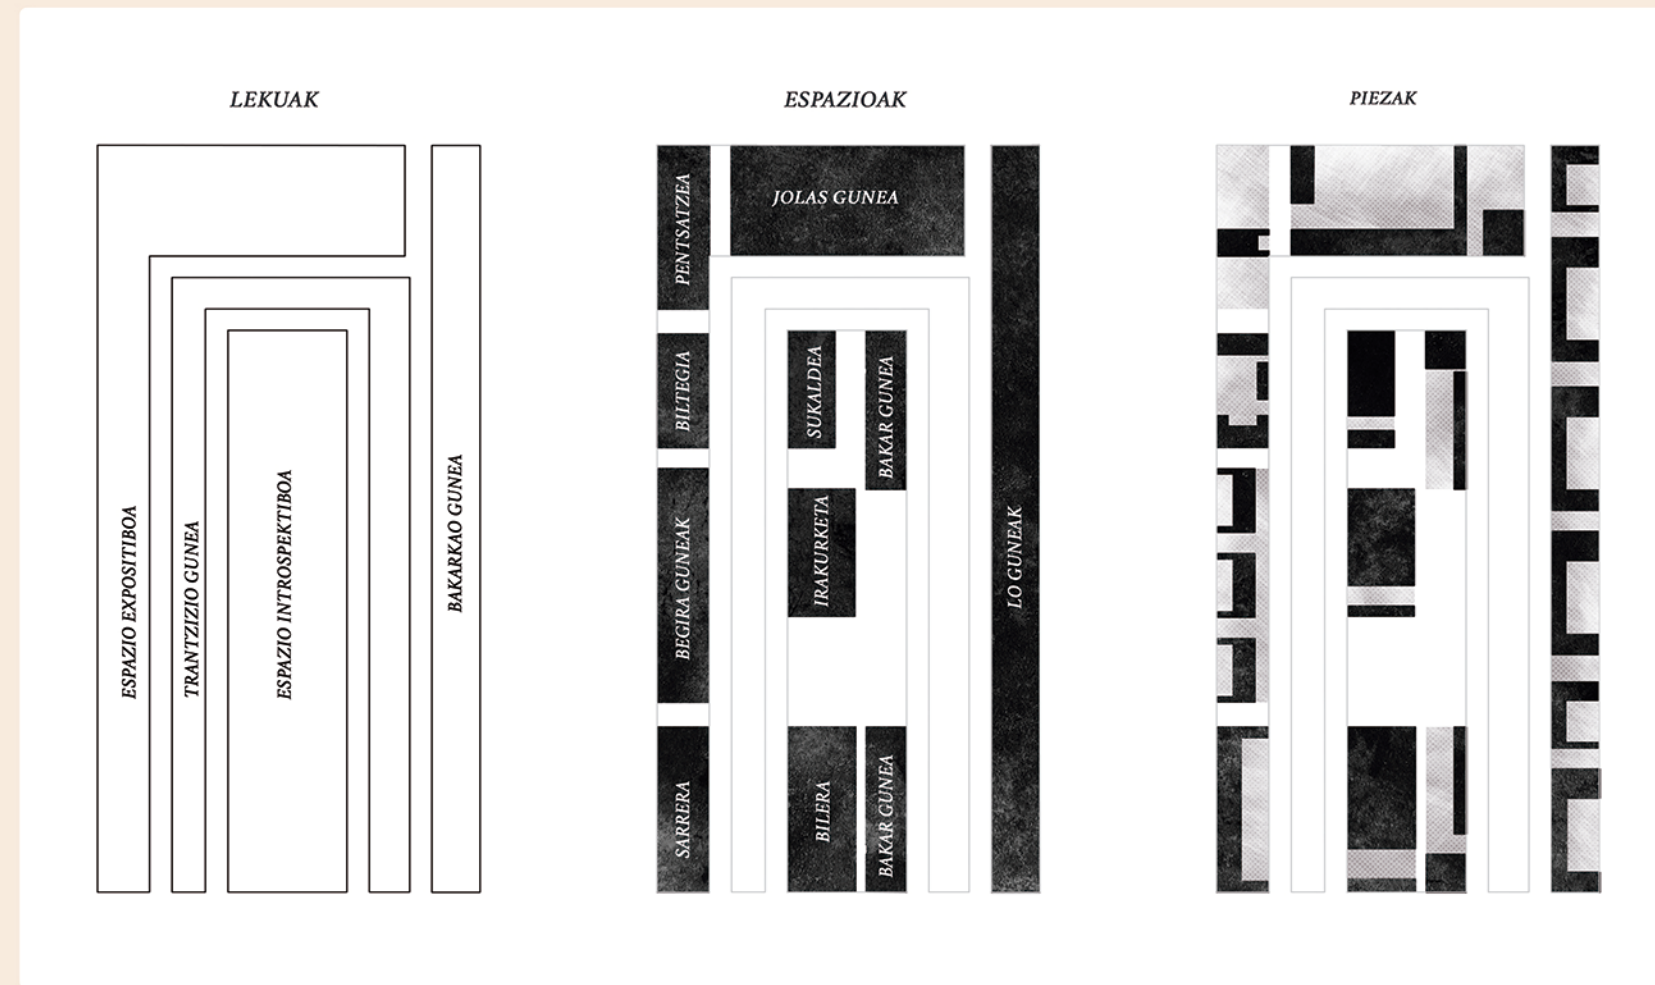 LEKUAK
ESPAZIO EXPOSITIBOA
TRANTZIZIO GUNEA
ESPAZIO INTROSPEKTIBOA
BAKARKAO GUNEA
ESPAZIOAK
PENTSATZEA
JOLAS GUNEA
BILTEGIA
SUKALDEA
BAKAR GUNEA
BEGIRA GUNEAK
IRAKURKETA
LO GUNEAK
SARRERA
BILERA
BAKAR GUNEA
PIEZAK